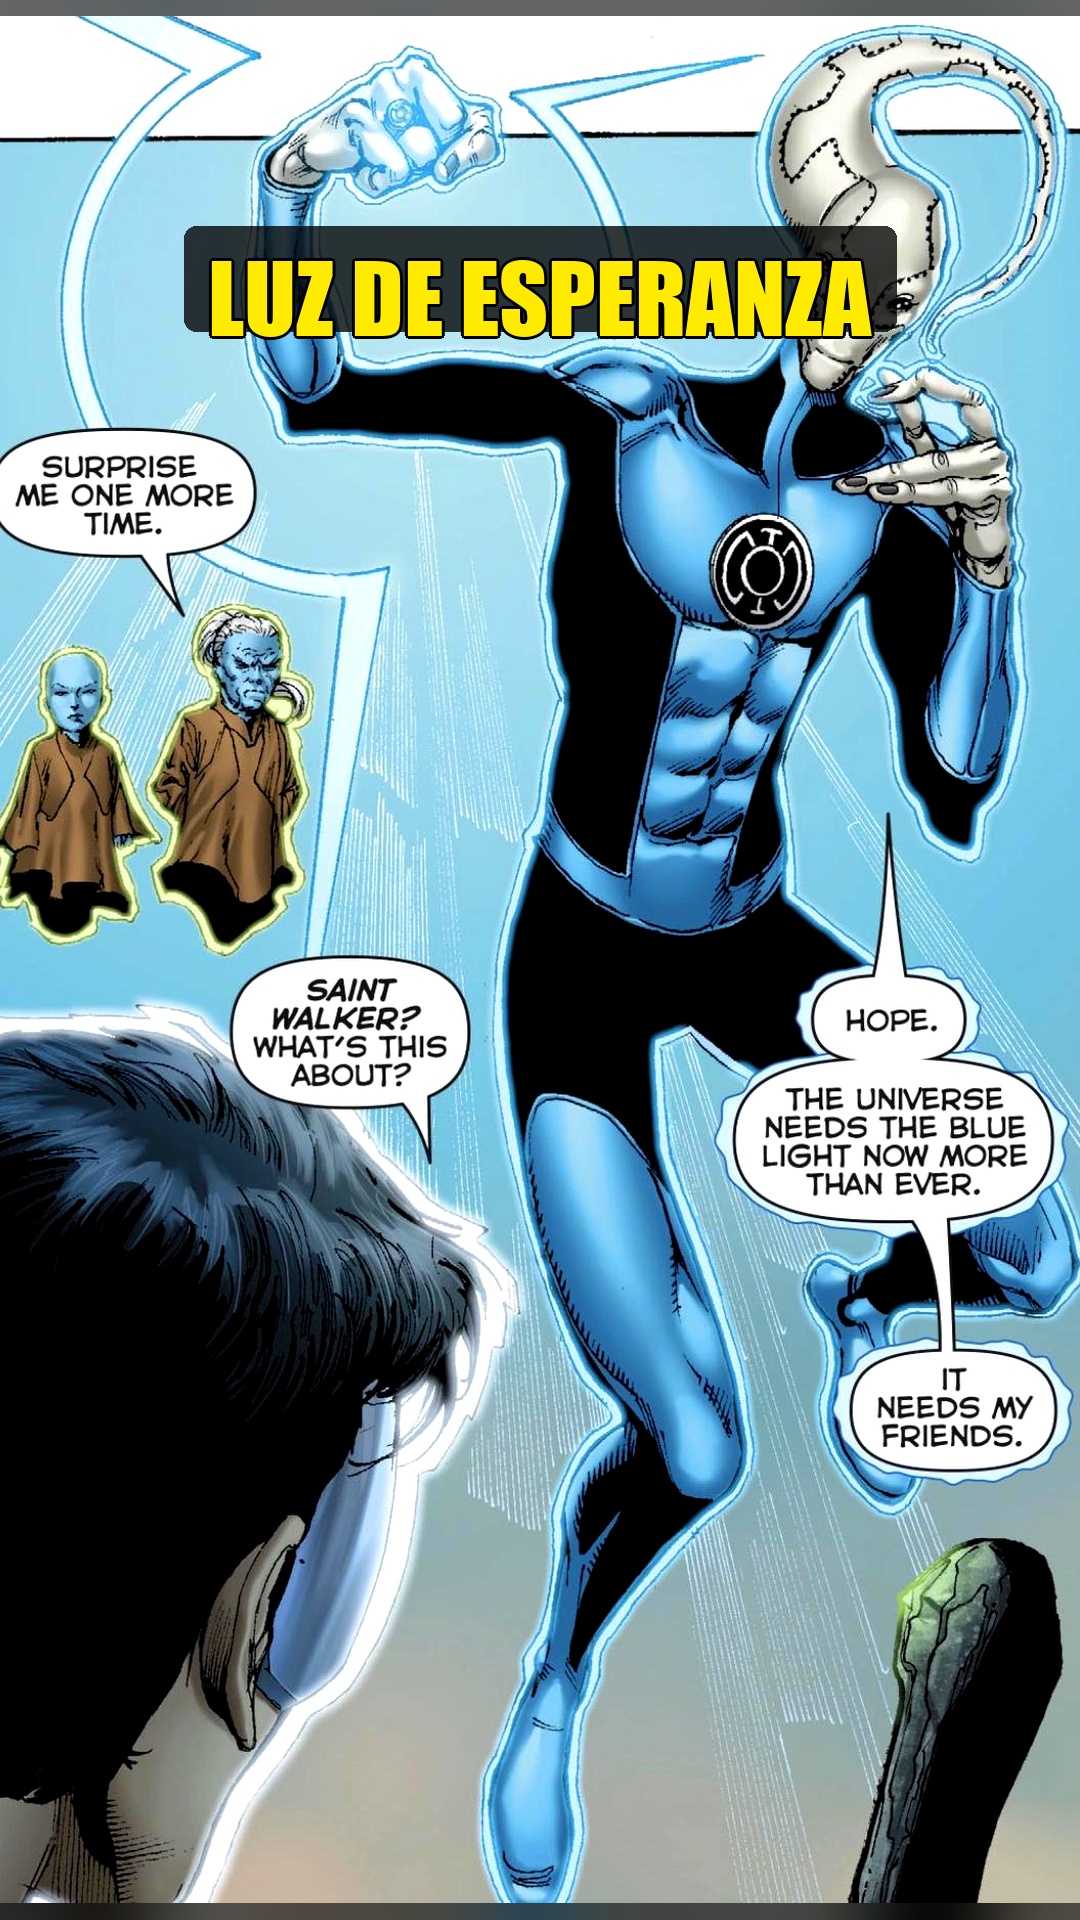 LUZ DE ESPERANZA
SURPRISE
ME ONE MORE
TIME.
SAINT
WALKER?
WHAT'S THIS
ABOUT?
HOPE.
THE UNIVERSE
NEEDS THE BLUE
LIGHT NOW MORE
THAN EVER.
IT
NEEDS MY
FRIENDS.